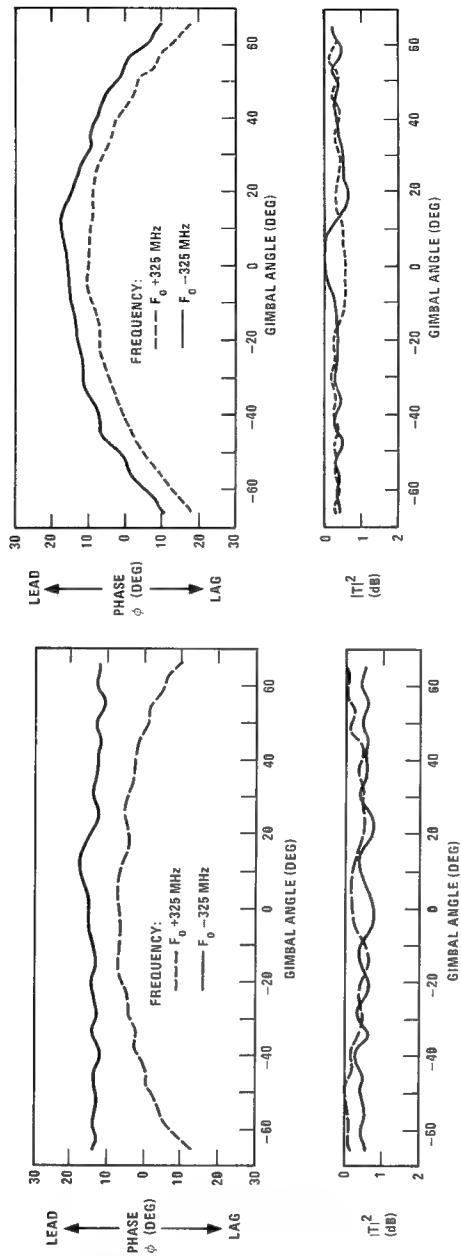 LEAD
PHASE
φ (DEG)
LAG
30
20
10
0
10
20
30
FREQUENCY:
F₀ +325 MHz
F₀ −325 MHz
−60 −40 −20 0 20 40 60
GIMBAL ANGLE (DEG)
|T|²
(dB)
0
1
2
−60 −40 −20 0 20 40 60
GIMBAL ANGLE (DEG)
LEAD
PHASE
φ (DEG)
LAG
30
20
10
0
10
20
30
FREQUENCY:
F₀ +325 MHz
F₀ −325 MHz
−60 −40 −20 0 20 40 60
GIMBAL ANGLE (DEG)
|T|²
(dB)
0
1
2
−60 −40 −20 0 20 40 60
GIMBAL ANGLE (DEG)